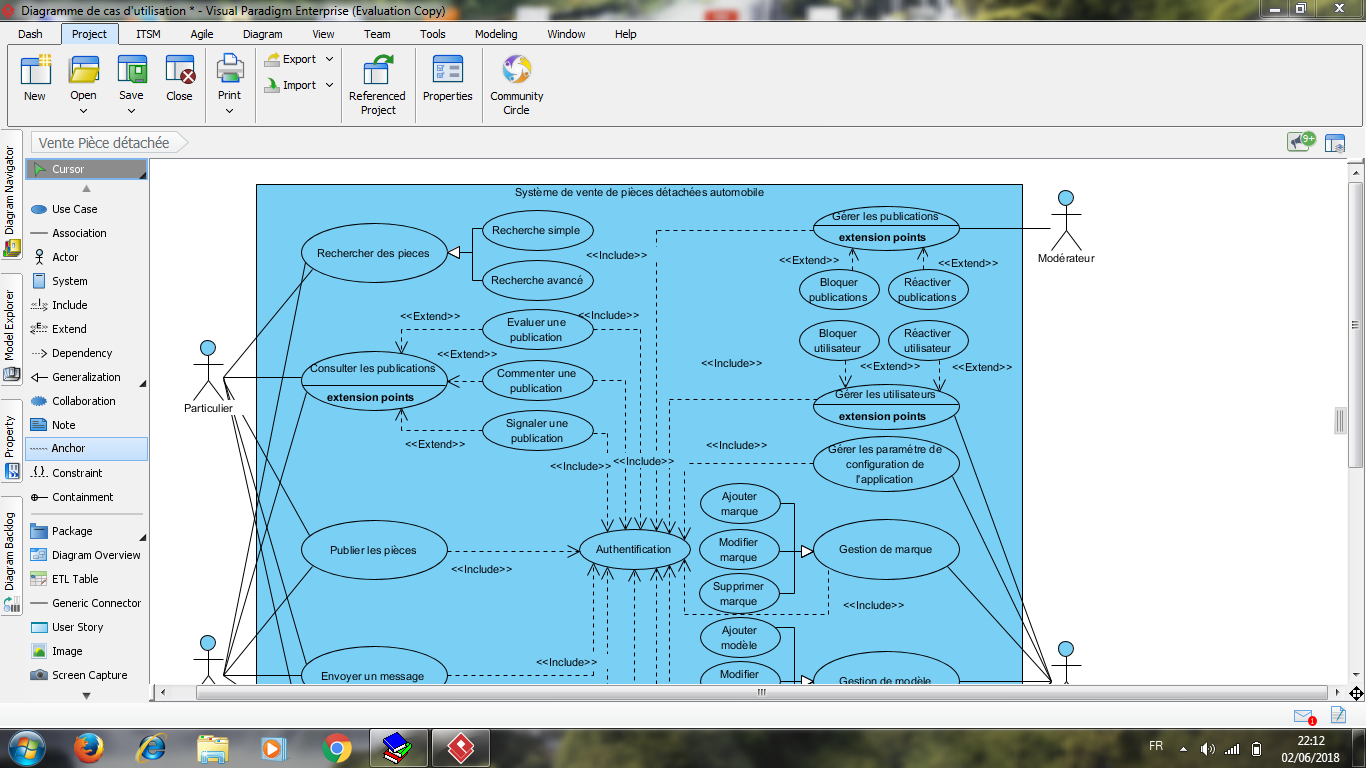 Diagramme de cas d'utilisation * - Visual Paradigm Enterprise (Evaluation Copy)
Dash Project ITSM Agile Diagram View Team Tools Modeling Window Help
New
Open
Save
Close
Print
Export
Import
Referenced
Project
Properties
Community
Circle
Vente Pièce détachée
9+
Diagram Navigator
Model Explorer
Property
Diagram Backlog
Cursor
Use Case
Association
Actor
System
Include
Extend
Dependency
Generalization
Collaboration
Note
Anchor
Constraint
Containment
Package
Diagram Overview
ETL Table
Generic Connector
User Story
Image
Screen Capture
Système de vente de pièces détachées automobile
Rechercher des pieces
Recherche simple
Recherche avancé
<<Include>>
Gérer les publications
extension points
Modérateur
<<Extend>>
<<Extend>>
Bloquer
publications
Réactiver
publications
<<Extend>>
Evaluer une
publication
<<Include>>
Bloquer
utilisateur
Réactiver
utilisateur
<<Extend>>
<<Include>>
<<Extend>>
<<Extend>>
Consulter les publications
extension points
Commenter une
publication
Particulier
Gérer les utilisateurs
extension points
Signaler une
publication
<<Extend>>
<<Include>>
<<Include>>
<<Include>>
Gérer les paramétre de
configuration de
l'application
Ajouter
marque
Modifier
marque
Supprimer
marque
Gestion de marque
Publier les pièces
<<Include>>
Authentification
<<Include>>
Ajouter
modèle
Modifier
Gestion de modèle
Envoyer un message
<<Include>>
1
FR
22:12
02/06/2018